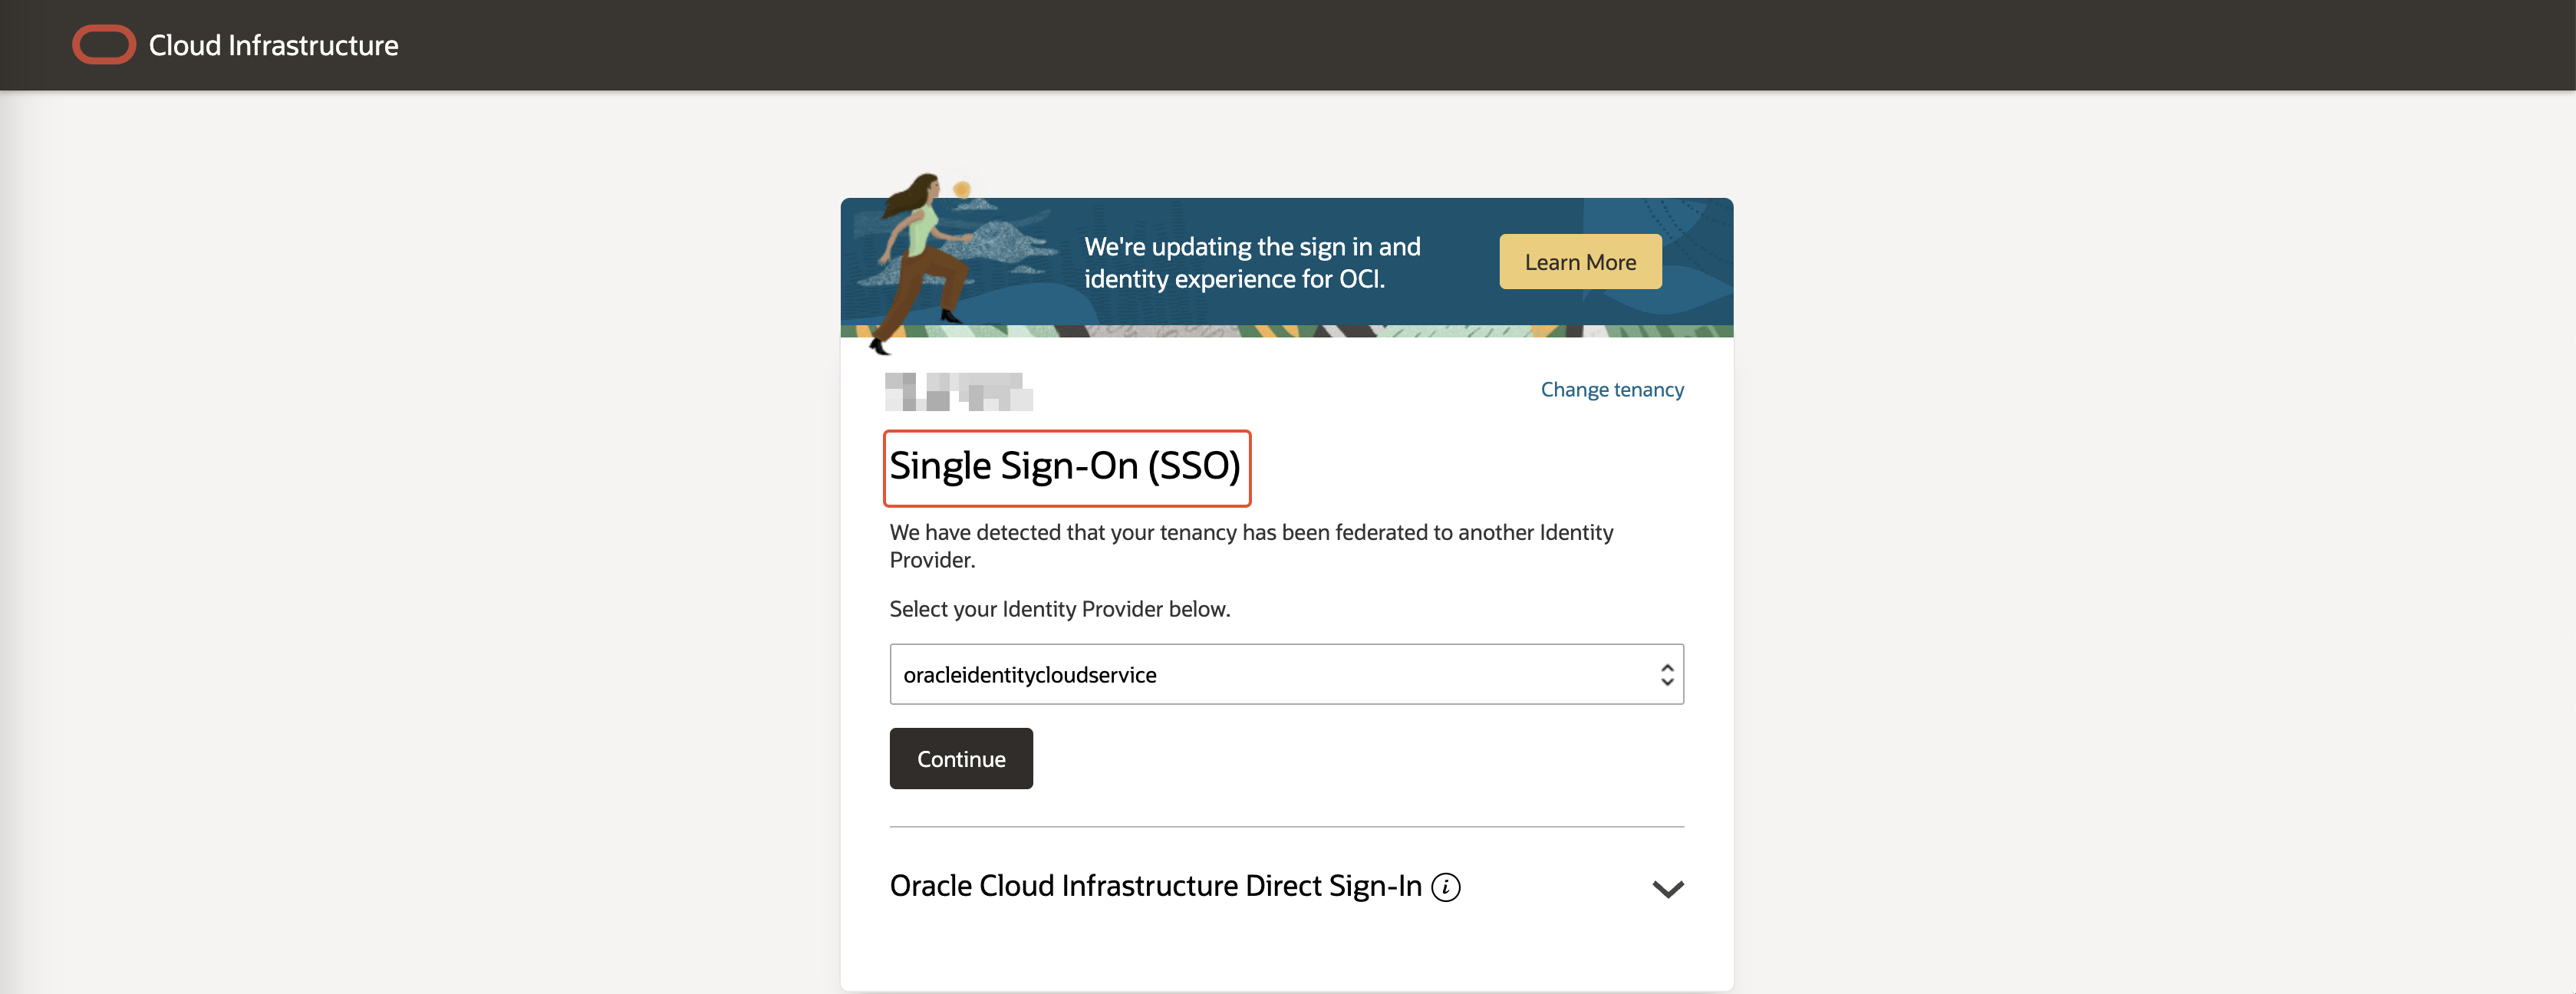 Cloud Infrastructure
We're updating the sign in and
identity experience for OCI.
Learn More
Change tenancy
Single Sign-On (SSO)
We have detected that your tenancy has been federated to another Identity
Provider.
Select your Identity Provider below.
oracleidentitycloudservice
Continue
Oracle Cloud Infrastructure Direct Sign-In i